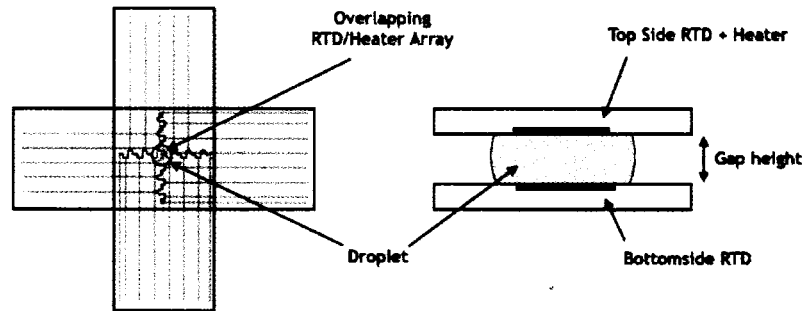 Overlapping
RTD/Heater Array
Droplet
Top Side RTD + Heater
Gap height
Bottomside RTD